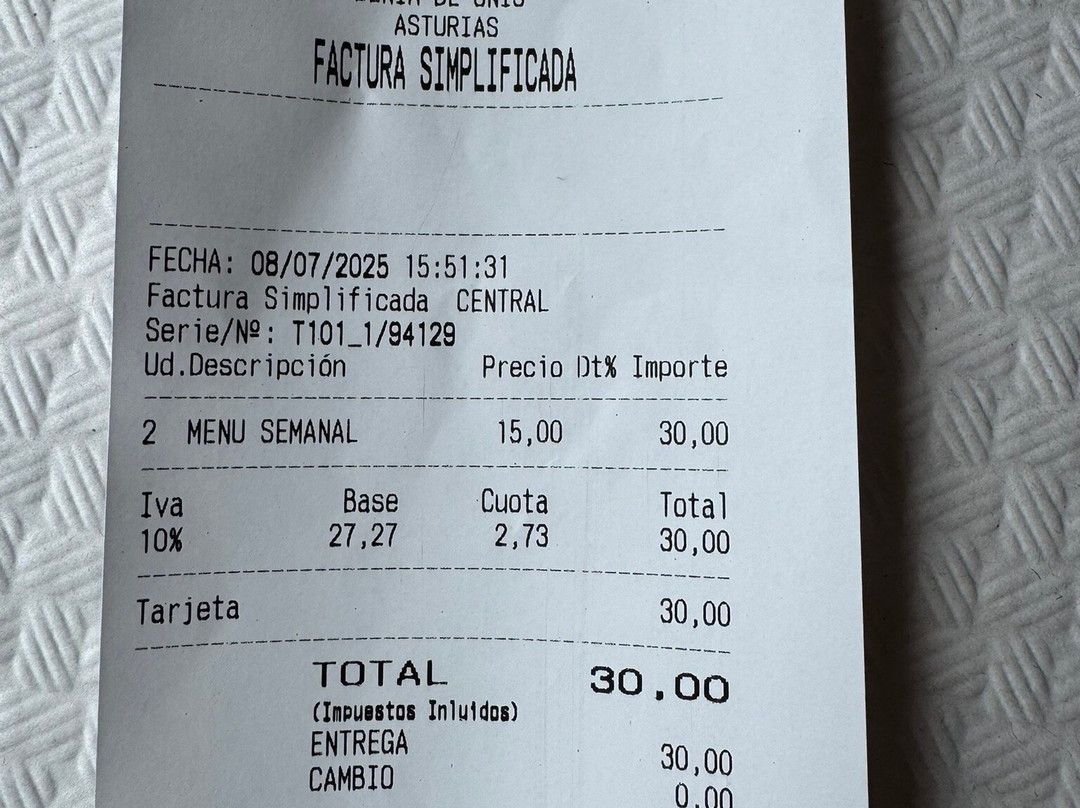 DE ONIO
ASTURIAS
FACTURA SIMPLIFICADA
FECHA: 08/07/2025 15:51:31
Factura Simplificada CENTRAL
Serie/Nº: T101_1/94129
Ud.Descripción Precio Dt% Importe
2 MENU SEMANAL 15,00 30,00
Iva Base Cuota Total
10% 27,27 2,73 30,00
Tarjeta 30,00
TOTAL 30,00
(Impuestos Inluidos)
ENTREGA 30,00
CAMBIO 0,00